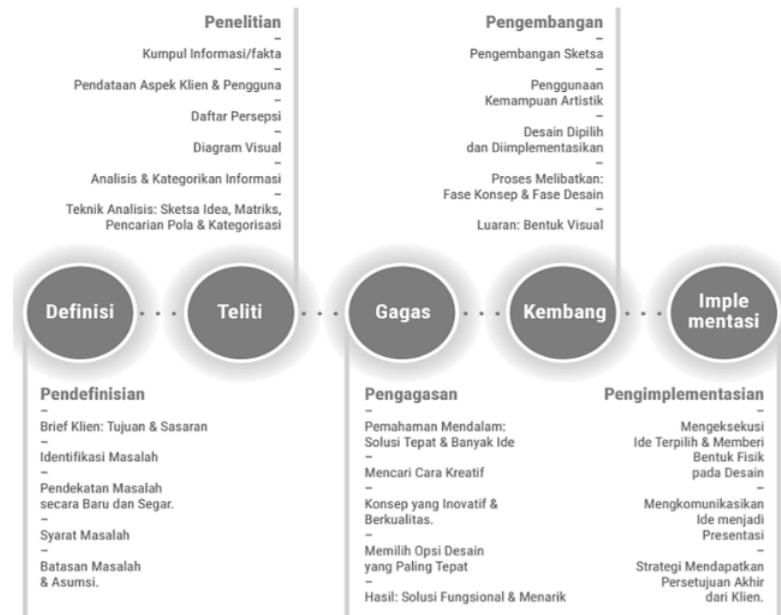 Penelitian
–
Kumpul Informasi/fakta
–
Pendataan Aspek Klien & Pengguna
–
Daftar Persepsi
–
Diagram Visual
–
Analisis & Kategorikan Informasi
–
Teknik Analisis: Sketsa Idea, Matriks,
Pencarian Pola & Kategorisasi
Pengembangan
–
Pengembangan Sketsa
–
Penggunaan
Kemampuan Artistik
–
Desain Dipilih
dan Diimplementasikan
–
Proses Melibatkan:
Fase Konsep & Fase Desain
–
Luaran: Bentuk Visual
Definisi
Teliti
Gagas
Kembang
Imple
mentasi
Pendefinisian
–
Brief Klien: Tujuan & Sasaran
–
Identifikasi Masalah
–
Pendekatan Masalah
secara Baru dan Segar.
–
Syarat Masalah
–
Batasan Masalah
& Asumsi.
Pengagasan
–
Pemahaman Mendalam:
Solusi Tepat & Banyak Ide
–
Mencari Cara Kreatif
–
Konsep yang Inovatif &
Berkualitas.
–
Memilih Opsi Desain
yang Paling Tepat
–
Hasil: Solusi Fungsional & Menarik
Pengimplementasian
–
Mengeksekusi
Ide Terpilih & Memberi
Bentuk Fisik
pada Desain
–
Mengkomunikasikan
Ide menjadi
Presentasi
–
Strategi Mendapatkan
Persetujuan Akhir
dari Klien.